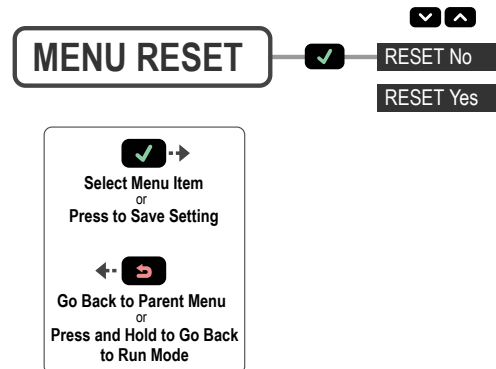 MENU RESET
RESET No
RESET Yes
Select Menu Item
or
Press to Save Setting
Go Back to Parent Menu
or
Press and Hold to Go Back
to Run Mode